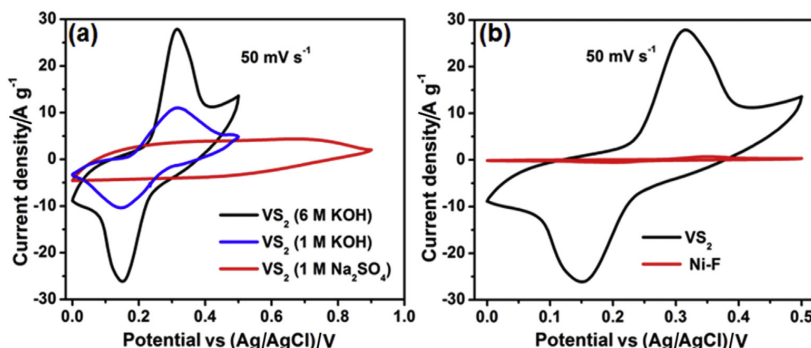 (a)
50 mV s⁻¹
Current density/A g⁻¹
30
20
10
0
-10
-20
-30
VS₂ (6 M KOH)
VS₂ (1 M KOH)
VS₂ (1 M Na₂SO₄)
0.0 0.2 0.4 0.6 0.8 1.0
Potential vs (Ag/AgCl)/V
(b)
50 mV s⁻¹
Current density/A g⁻¹
30
20
10
0
-10
-20
-30
VS₂
Ni-F
0.0 0.1 0.2 0.3 0.4 0.5
Potential vs (Ag/AgCl)/V